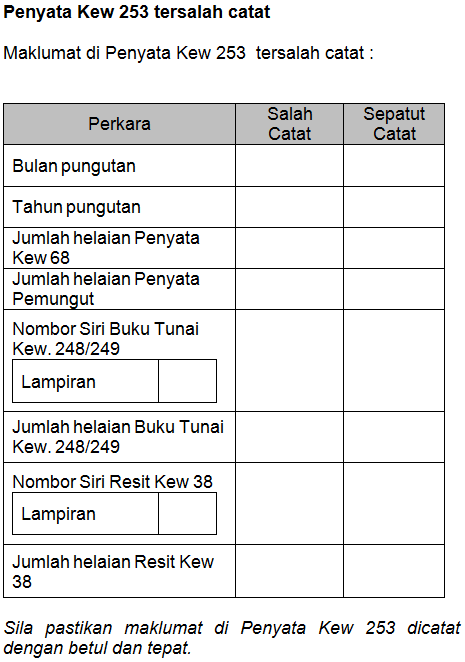 Penyata Kew 253 tersalah catat
Maklumat di Penyata Kew 253 tersalah catat :
Perkara
Salah
Catat
Sepatut
Catat
Bulan pungutan
Tahun pungutan
Jumlah helaian Penyata
Kew 68
Jumlah helaian Penyata
Pemungut
Nombor Siri Buku Tunai
Kew. 248/249
Lampiran
Jumlah helaian Buku Tunai
Kew. 248/249
Nombor Siri Resit Kew 38
Lampiran
Jumlah helaian Resit Kew
38
Sila pastikan maklumat di Penyata Kew 253 dicatat
dengan betul dan tepat.